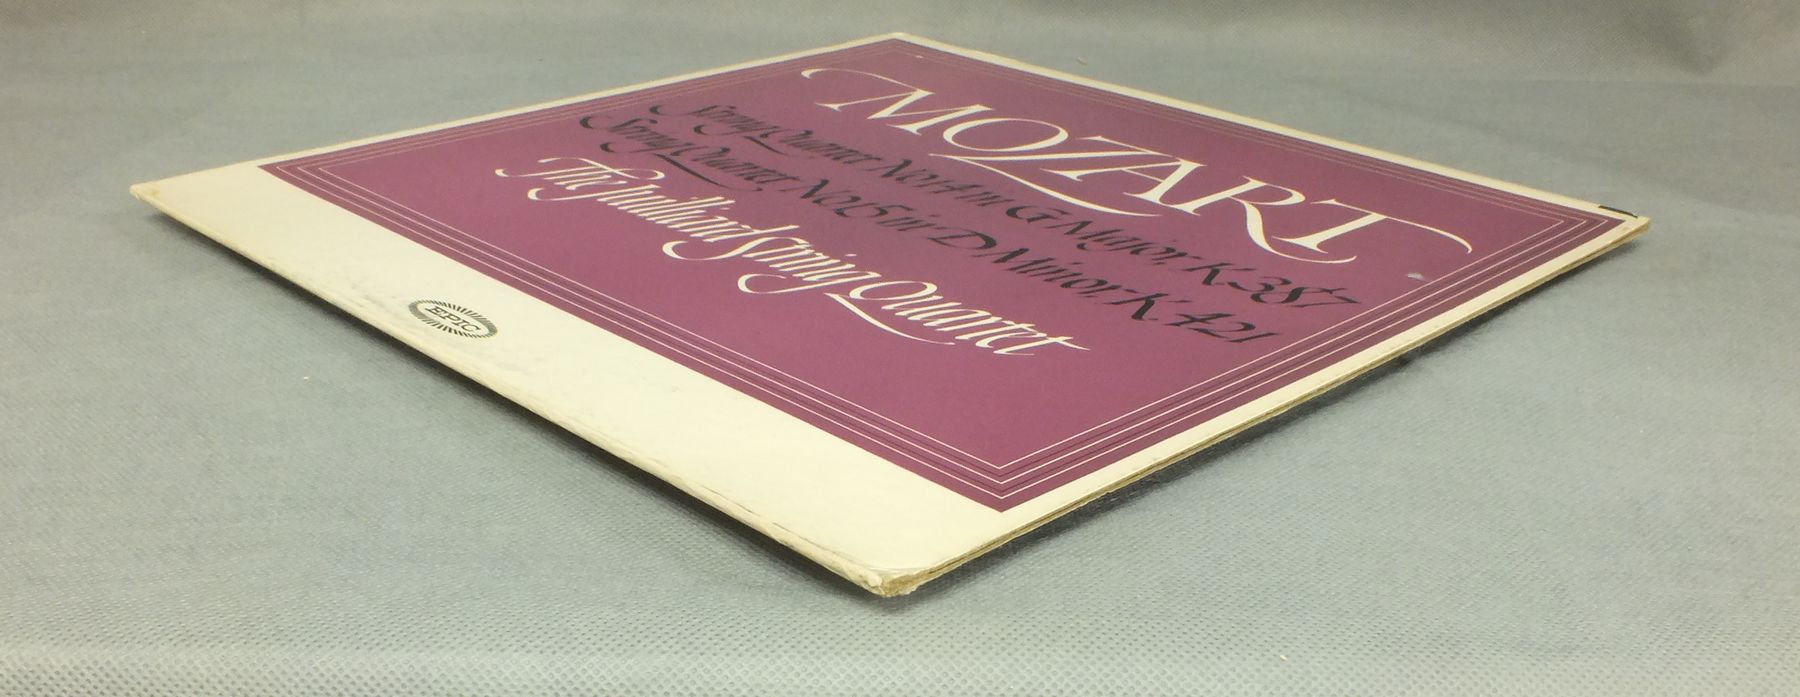 MOZART
String Quartet No. 14 in G Major, K. 387
String Quartet No. 15 in D Minor, K. 421
The Juilliard String Quartet
EPIC